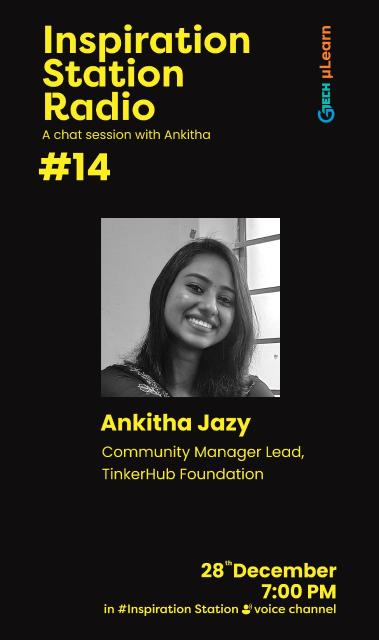 Inspiration
Station
Radio
A chat session with Ankitha
#14
GTECH µLearn
Ankitha Jazy
Community Manager Lead,
TinkerHub Foundation
28th December
7:00 PM
in #Inspiration Station voice channel